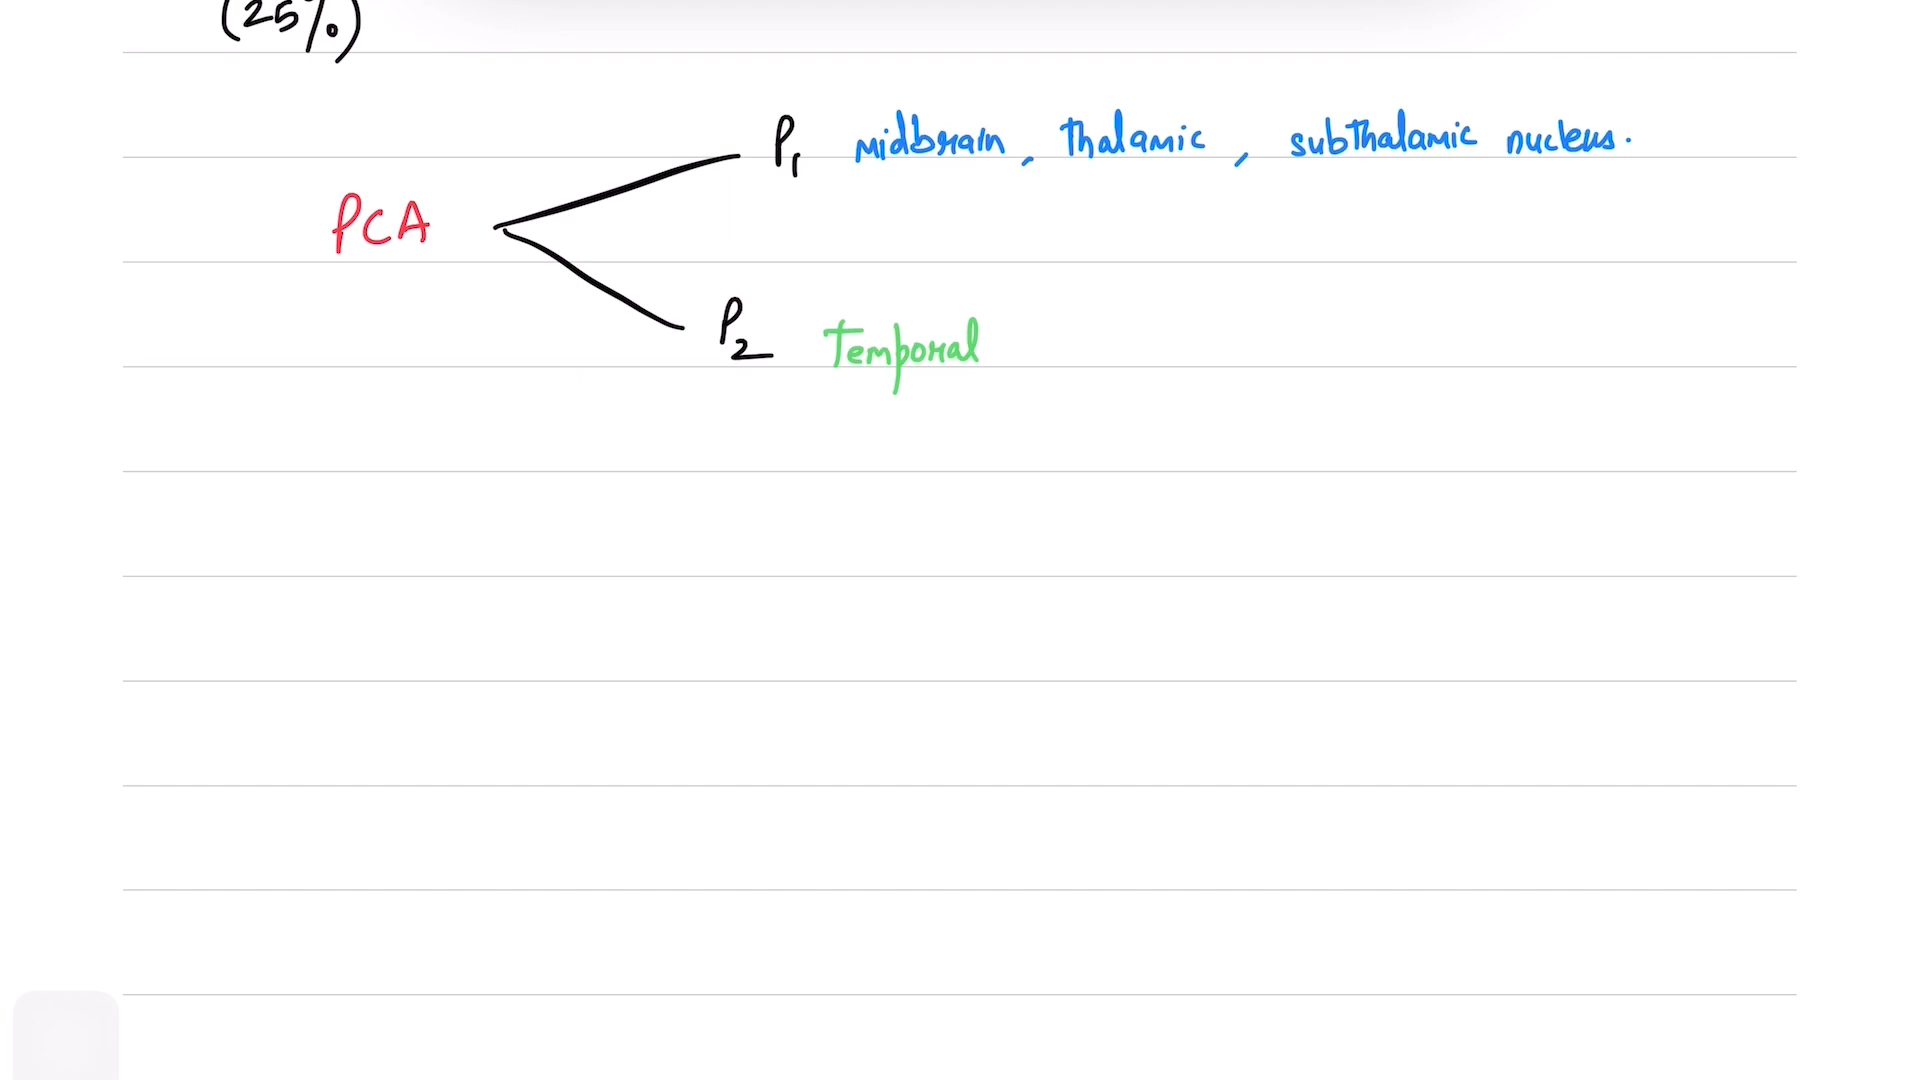 (25%)
P1 midbrain, thalamic, subthalamic nucleus.
PCA
P2 Temporal